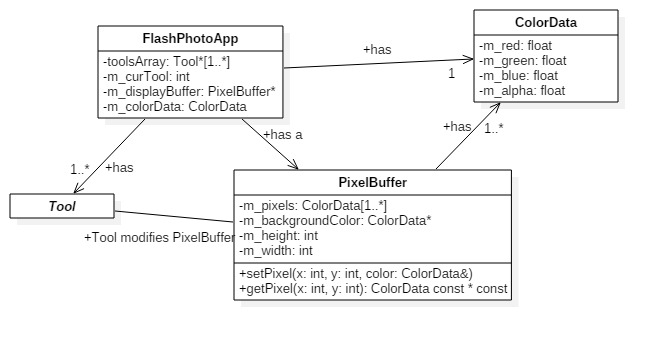 FlashPhotoApp
-toolsArray: Tool*[1..*]
-m_curTool: int
-m_displayBuffer: PixelBuffer*
-m_colorData: ColorData
+has
1
ColorData
-m_red: float
-m_green: float
-m_blue: float
-m_alpha: float
+has a
+has
1..*
1..*
+has
Tool
+Tool modifies PixelBuffer
PixelBuffer
-m_pixels: ColorData[1..*]
-m_backgroundColor: ColorData*
-m_height: int
-m_width: int
+setPixel(x: int, y: int, color: ColorData&)
+getPixel(x: int, y: int): ColorData const * const